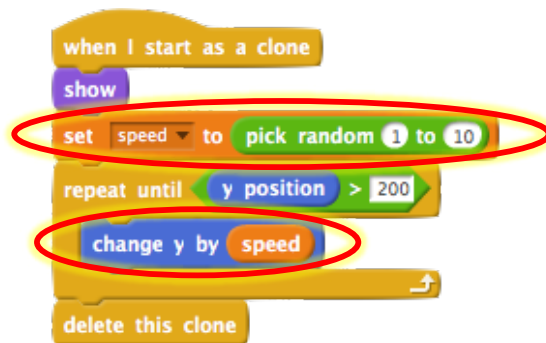 when I start as a clone
show
set speed to pick random 1 to 10
repeat until y position > 200
change y by speed
delete this clone